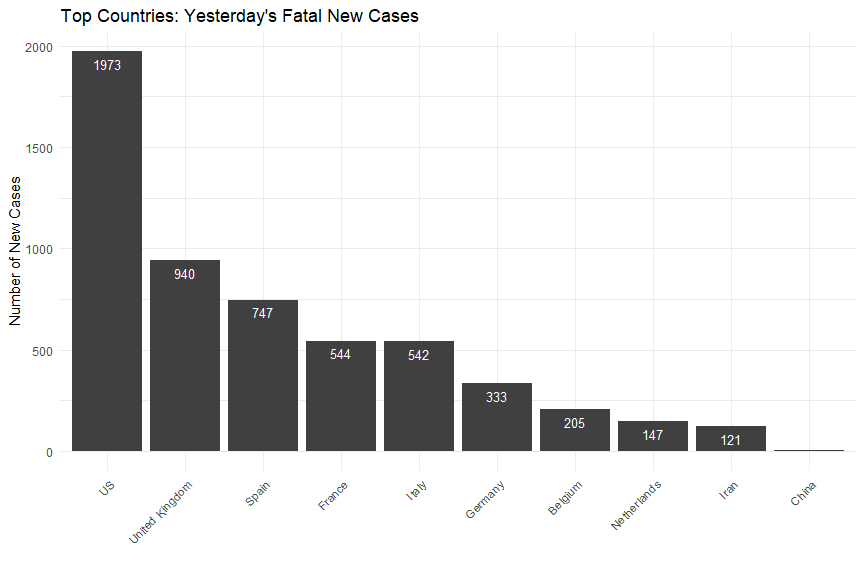 Top Countries: Yesterday's Fatal New Cases
Number of New Cases
2000
1500
1000
500
0
1973
940
747
544
542
333
205
147
121
US
United Kingdom
Spain
France
Italy
Germany
Belgium
Netherlands
Iran
China